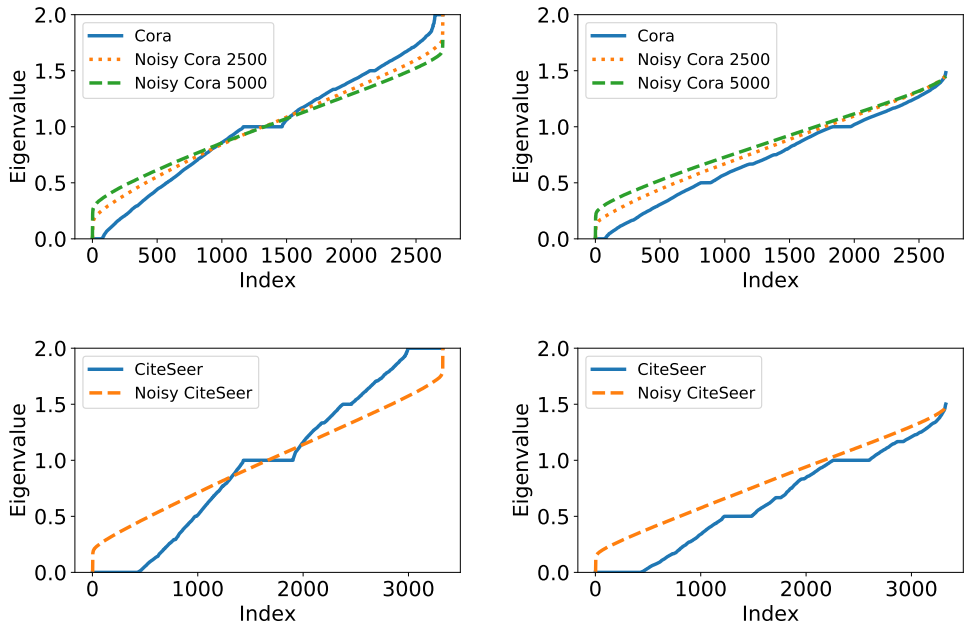 2.0
1.5
1.0
0.5
0.0
Eigenvalue
Cora
Noisy Cora 2500
Noisy Cora 5000
0 500 1000 1500 2000 2500
Index
2.0
1.5
1.0
0.5
0.0
Eigenvalue
Cora
Noisy Cora 2500
Noisy Cora 5000
0 500 1000 1500 2000 2500
Index
2.0
1.5
1.0
0.5
0.0
Eigenvalue
CiteSeer
Noisy CiteSeer
0 1000 2000 3000
Index
2.0
1.5
1.0
0.5
0.0
Eigenvalue
CiteSeer
Noisy CiteSeer
0 1000 2000 3000
Index